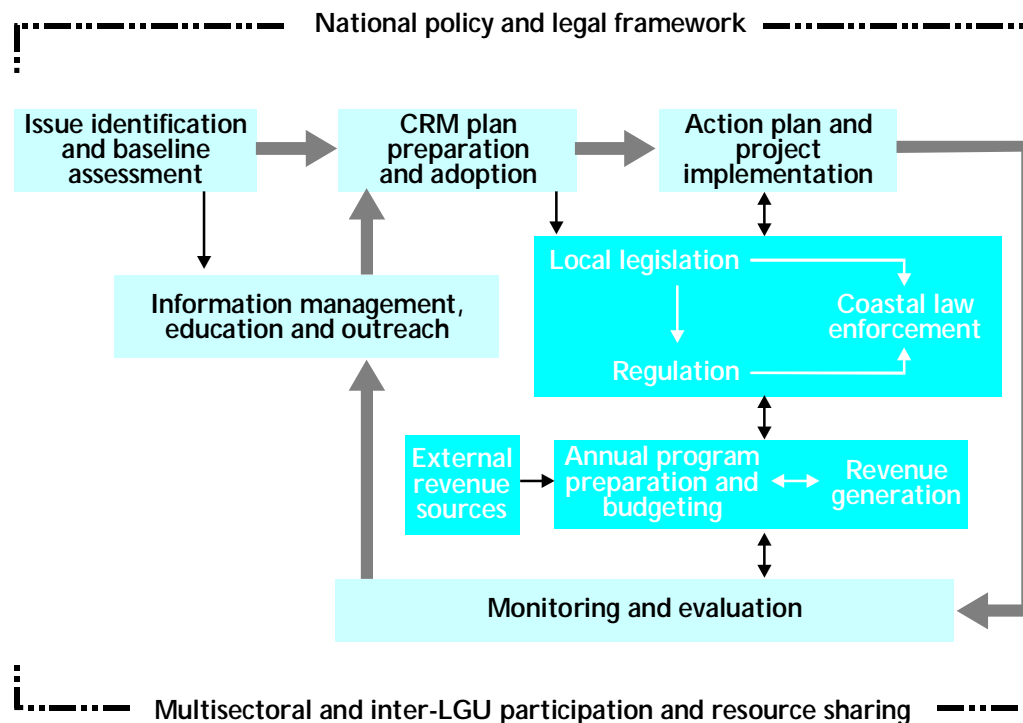 National policy and legal framework
Issue identification
and baseline
assessment
CRM plan
preparation
and adoption
Action plan and
project
implementation
Local legislation
Coastal law
enforcement
Regulation
Information management,
education and outreach
External
revenue
sources
Annual program
preparation and
budgeting
Revenue
generation
Monitoring and evaluation
Multisectoral and inter-LGU participation and resource sharing